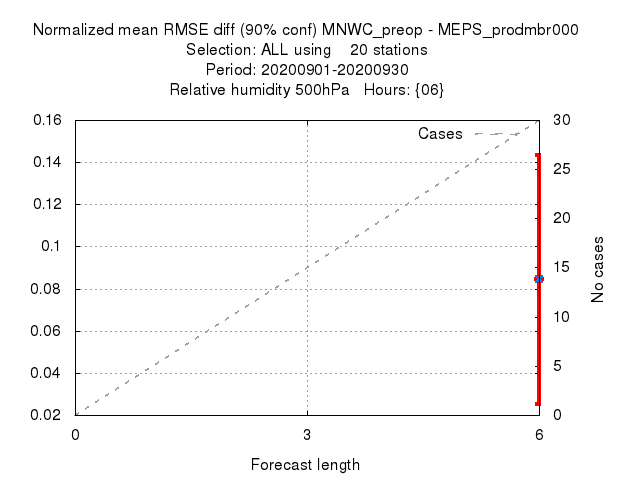 Normalized mean RMSE diff (90% conf) MNWC_preop - MEPS_prodmbr000
Selection: ALL using    20 stations
Period: 20200901-20200930
Relative humidity 500hPa   Hours: {06}
Cases
0.16
0.14
0.12
0.1
0.08
0.06
0.04
0.02
30
25
20
15
10
5
0
No cases
0 3 6
Forecast length